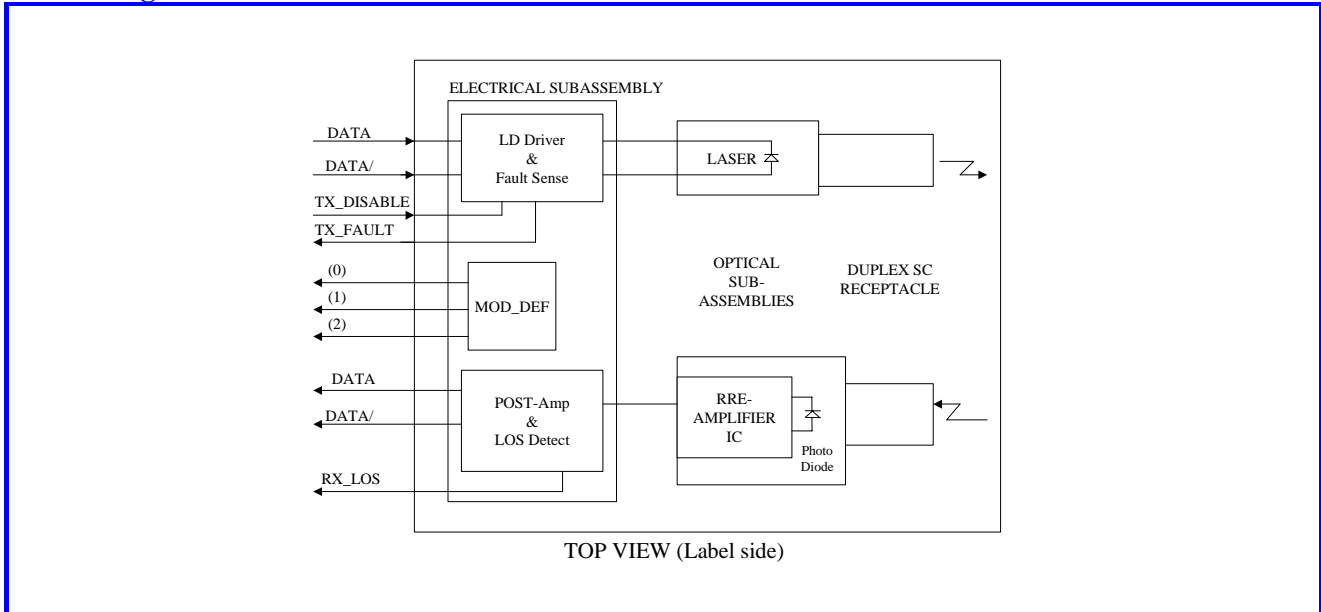 ELECTRICAL SUBASSEMBLY
DATA
DATA/
TX_DISABLE
TX_FAULT
LD Driver
&
Fault Sense
LASER
(0)
(1)
(2)
MOD_DEF
OPTICAL
SUB-
ASSEMBLIES
DUPLEX SC
RECEPTACLE
DATA
DATA/
RX_LOS
POST-Amp
&
LOS Detect
RRE-
AMPLIFIER
IC
Photo
Diode
TOP VIEW (Label side)